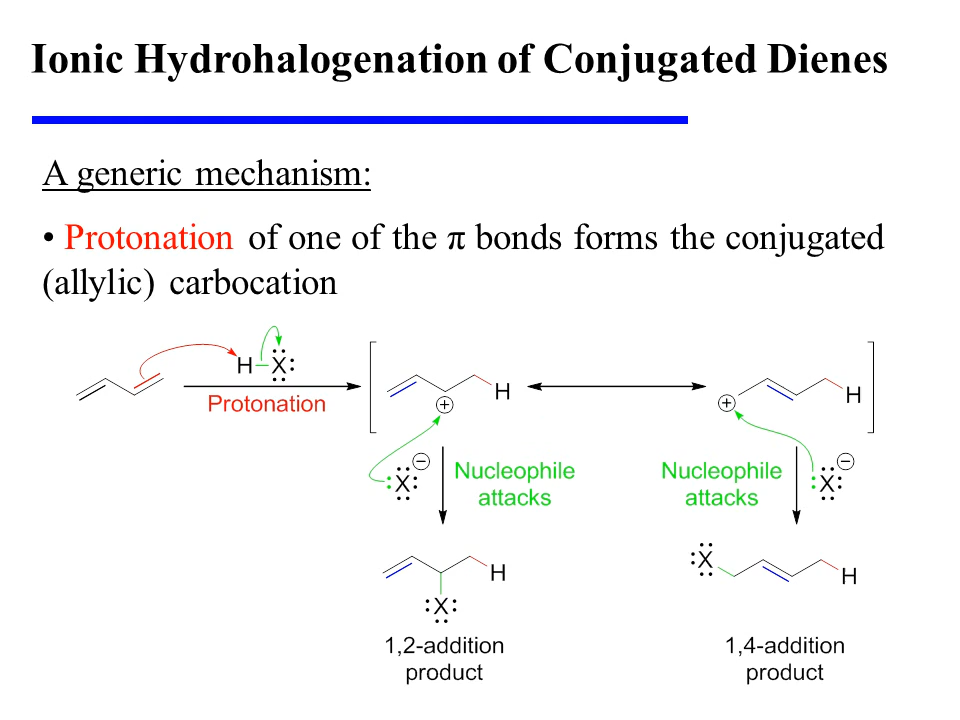 Ionic Hydrohalogenation of Conjugated Dienes
A generic mechanism:
• Protonation of one of the π bonds forms the conjugated
(allylic) carbocation
H X
Protonation
H
+
H
+
X −
Nucleophile
attacks
Nucleophile
attacks
X −
H
X
1,2-addition
product
X
H
1,4-addition
product